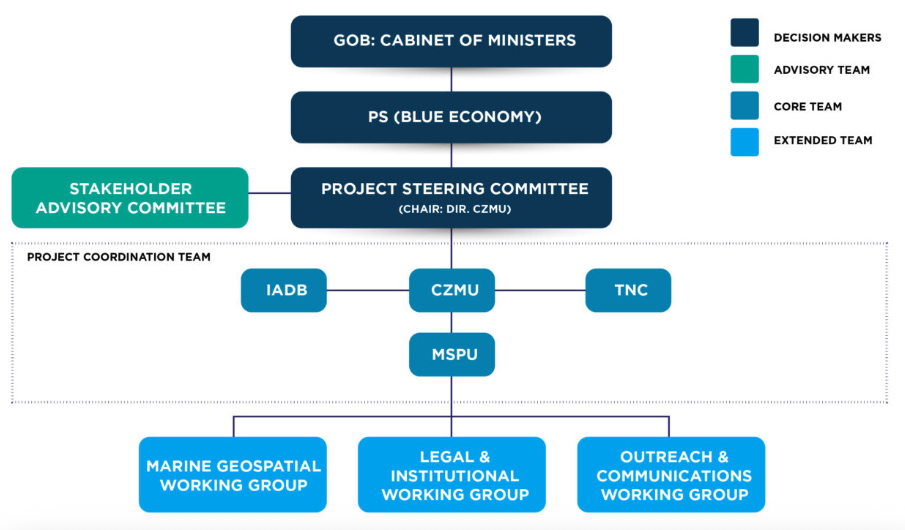 GOB: CABINET OF MINISTERS
DECISION MAKERS
ADVISORY TEAM
CORE TEAM
EXTENDED TEAM
PS (BLUE ECONOMY)
STAKEHOLDER
ADVISORY COMMITTEE
PROJECT STEERING COMMITTEE
(CHAIR: DIR. CZMU)
PROJECT COORDINATION TEAM
IADB
CZMU
TNC
MSPU
MARINE GEOSPATIAL
WORKING GROUP
LEGAL &
INSTITUTIONAL
WORKING GROUP
OUTREACH &
COMMUNICATIONS
WORKING GROUP